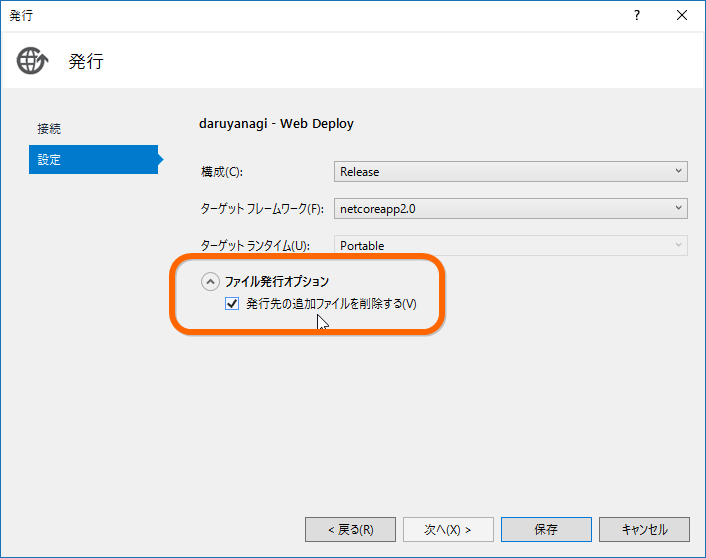 発行
?
発行
接続
設定
daruyanagi - Web Deploy
構成(C):
Release
ターゲット フレームワーク(F):
netcoreapp2.0
ターゲット ランタイム(U):
Portable
ファイル発行オプション
発行先の追加ファイルを削除する(V)
< 戻る(R)
次へ(X) >
保存
キャンセル